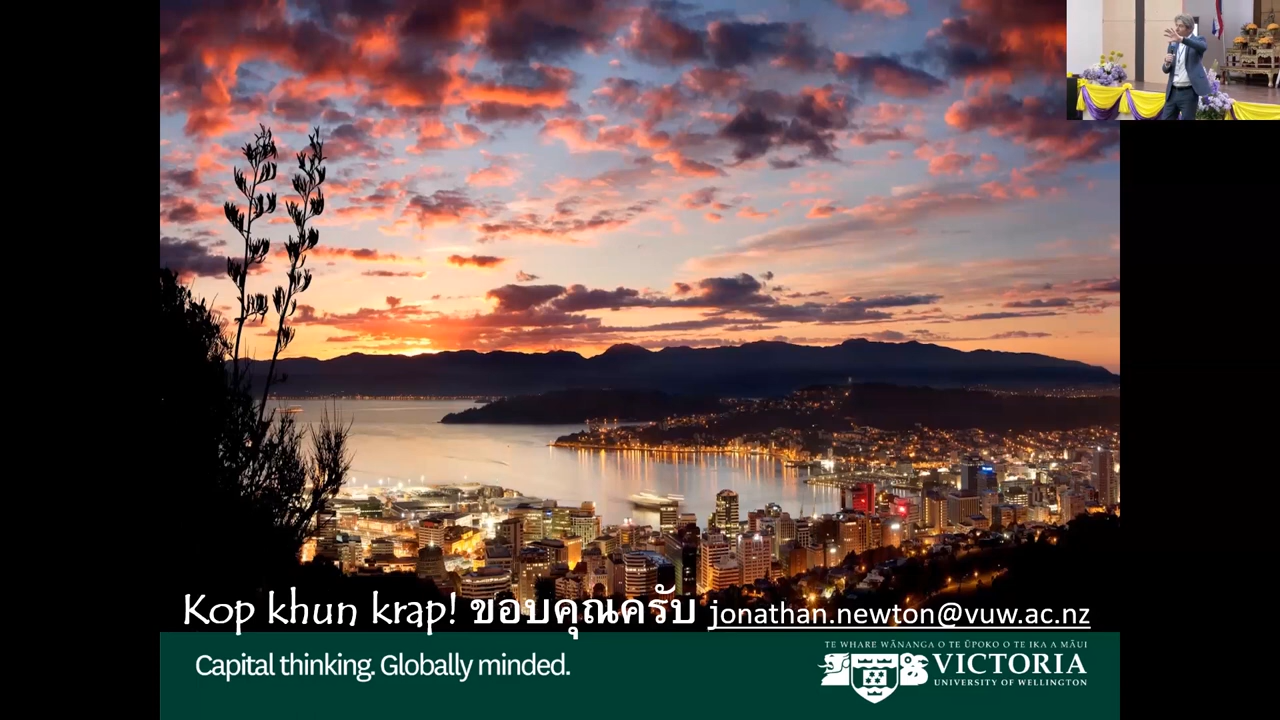 Kop khun krap! ขอบคุณครับ jonathan.newton@vuw.ac.nz
Capital thinking. Globally minded.
TE WHARE WĀNANGA O TE ŪPOKO O TE IKA A MĀUI
VICTORIA
UNIVERSITY OF WELLINGTON